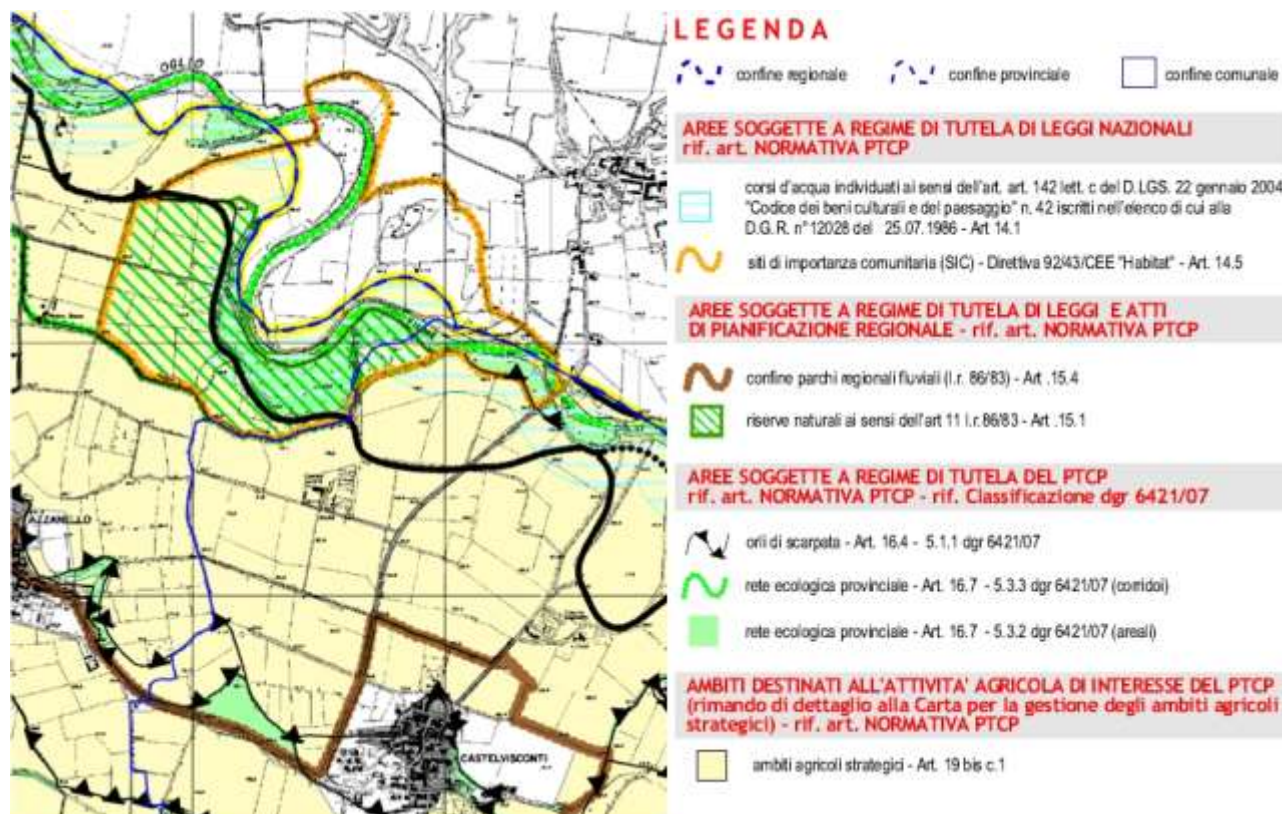 OGLIO
AZZANELLO
CASTELVISCONTI
LEGENDA
confine regionale
confine provinciale
confine comunale
AREE SOGGETTE A REGIME DI TUTELA DI LEGGI NAZIONALI
rif. art. NORMATIVA PTCP
corsi d'acqua individuati ai sensi dell'art. art. 142 lett. c del D.LGS. 22 gennaio 2004
"Codice dei beni culturali e del paesaggio" n. 42 iscritti nell'elenco di cui alla
D.G.R. n° 12028 del 25.07.1986 - Art 14.1
siti di importanza comunitaria (SIC) - Direttiva 92/43/CEE "Habitat" - Art. 14.5
AREE SOGGETTE A REGIME DI TUTELA DI LEGGI E ATTI
DI PIANIFICAZIONE REGIONALE - rif. art. NORMATIVA PTCP
confine parchi regionali fluviali (l.r. 86/83) - Art .15.4
riserve naturali ai sensi dell'art 11 l.r. 86/83 - Art .15.1
AREE SOGGETTE A REGIME DI TUTELA DEL PTCP
rif. art. NORMATIVA PTCP - rif. Classificazione dgr 6421/07
orli di scarpata - Art. 16.4 - 5.1.1 dgr 6421/07
rete ecologica provinciale - Art. 16.7 - 5.3.3 dgr 6421/07 (corridoi)
rete ecologica provinciale - Art. 16.7 - 5.3.2 dgr 6421/07 (areali)
AMBITI DESTINATI ALL'ATTIVITA' AGRICOLA DI INTERESSE DEL PTCP
(rimando di dettaglio alla Carta per la gestione degli ambiti agricoli
strategici) - rif. art. NORMATIVA PTCP
ambiti agricoli strategici - Art. 19 bis c.1